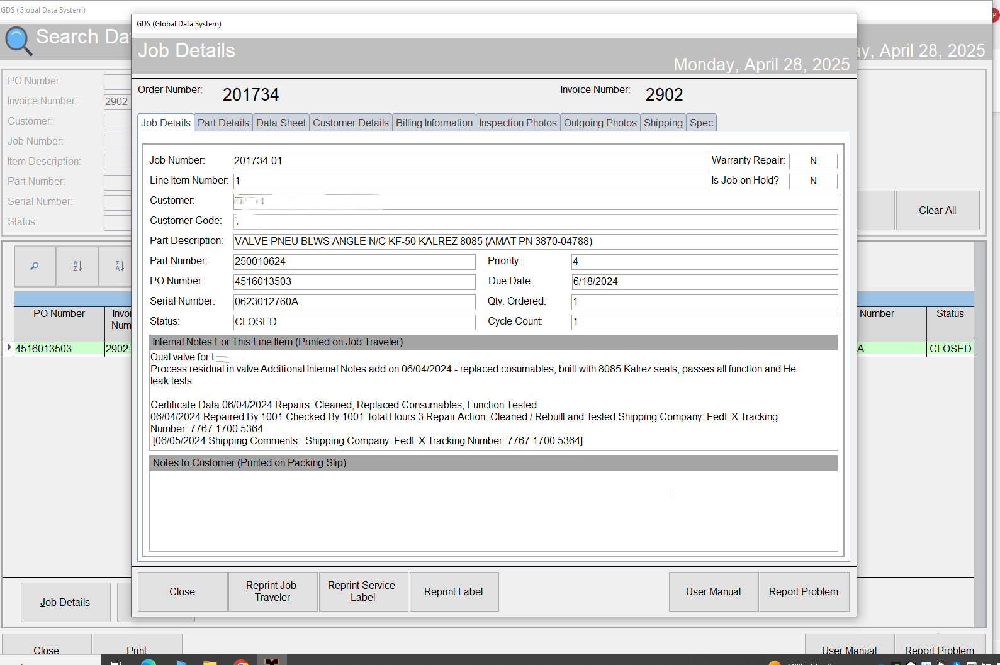 GDS (Global Data System)
Search Da
ay, April 28, 2025
PO Number:
Invoice Number:
2902
Customer:
Job Number:
Item Description:
Part Number:
Serial Number:
Status:
Clear All
PO Number
Invoi
Num
Number
Status
4516013503
2902
A
CLOSED
Job Details
Close
Print
User Manual
Report Problem
GDS (Global Data System)
Job Details
Monday, April 28, 2025
Order Number:
201734
Invoice Number:
2902
Job Details
Part Details
Data Sheet
Customer Details
Billing Information
Inspection Photos
Outgoing Photos
Shipping
Spec
Job Number:
201734-01
Warranty Repair:
N
Line Item Number:
1
Is Job on Hold?
N
Customer:
Customer Code:
Part Description:
VALVE PNEU BLWS ANGLE N/C KF-50 KALREZ 8085 (AMAT PN 3870-04788)
Part Number:
250010624
Priority:
4
PO Number:
4516013503
Due Date:
6/18/2024
Serial Number:
0623012760A
Qty. Ordered:
1
Status:
CLOSED
Cycle Count:
1
Internal Notes For This Line Item (Printed on Job Traveler)
Qual valve for
Process residual in valve Additional Internal Notes add on 06/04/2024 - replaced cosumables, built with 8085 Kalrez seals, passes all function and He
leak tests
Certificate Data 06/04/2024 Repairs: Cleaned, Replaced Consumables, Function Tested
06/04/2024 Repaired By:1001 Checked By:1001 Total Hours:3 Repair Action: Cleaned / Rebuilt and Tested Shipping Company: FedEX Tracking
Number: 7767 1700 5364
[06/05/2024 Shipping Comments:  Shipping Company: FedEX Tracking Number: 7767 1700 5364]
Notes to Customer (Printed on Packing Slip)
Close
Reprint Job
Traveler
Reprint Service
Label
Reprint Label
User Manual
Report Problem